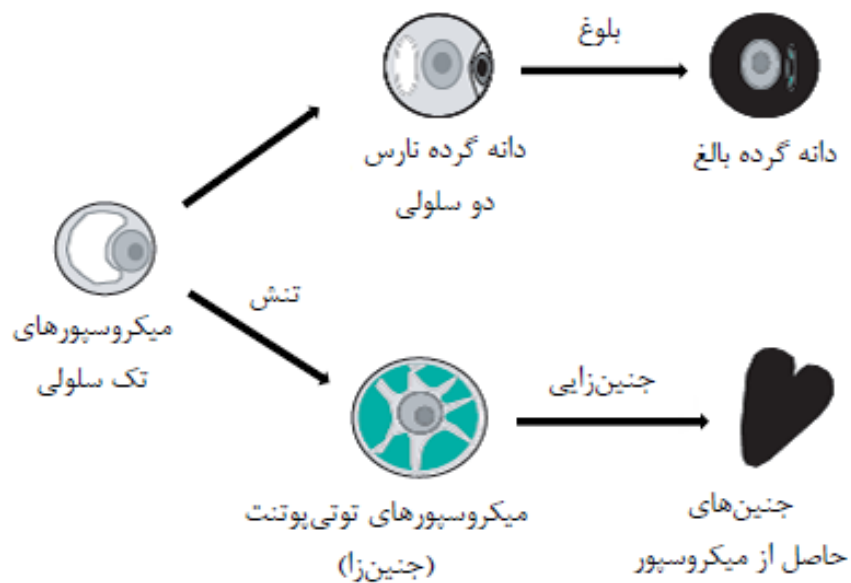 بلوغ
دانه گرده نارس
دو سلولی
دانه گرده بالغ
میکروسپورهای
تک سلولی
تنش
جنین‌زایی
میکروسپورهای توتی‌پوتنت
(جنین‌زا)
جنین‌های
حاصل از میکروسپور